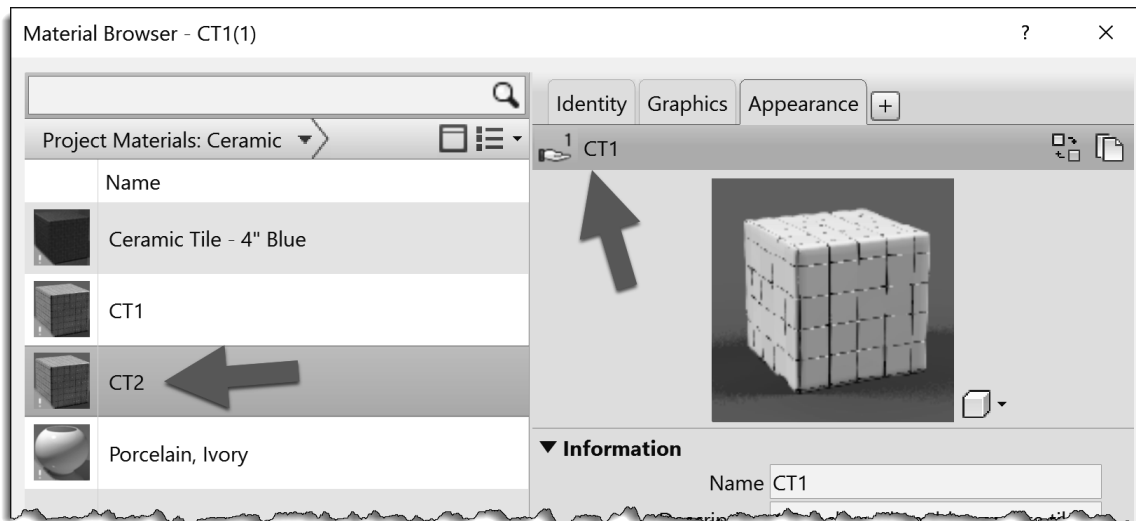 Material Browser - CT1(1)
?
Identity Graphics Appearance +
Project Materials: Ceramic
1 CT1
Name
Ceramic Tile - 4" Blue
CT1
CT2
Porcelain, Ivory
Information
Name CT1